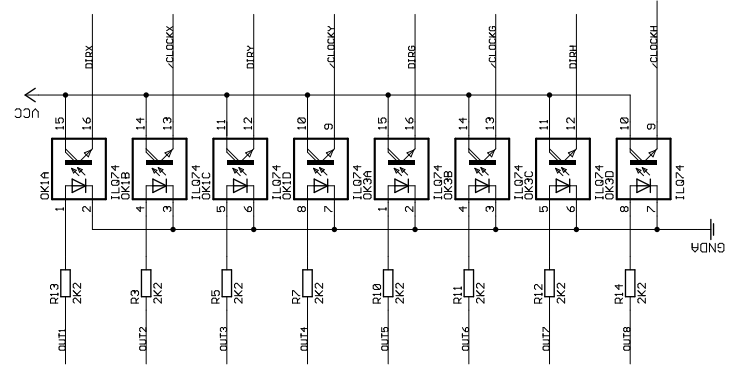 DIRX
/CLOCKX
DIRY
/CLOCKY
DIRG
/CLOCKG
DIRH
/CLOCKH
VCC
15 16 14 13 11 12 10 9 15 16 14 13 11 12 10 9
OK1A
ILQ74
OK1B
ILQ74
OK1C
ILQ74
OK1D
ILQ74
OK3A
ILQ74
OK3B
ILQ74
OK3C
ILQ74
OK3D
ILQ74
1 2 4 3 5 6 8 7 1 2 4 3 5 6 8 7
GNDA
R13
2K2
R3
2K2
R5
2K2
R7
2K2
R10
2K2
R11
2K2
R12
2K2
R14
2K2
OUT1
OUT2
OUT3
OUT4
OUT5
OUT6
OUT7
OUT8